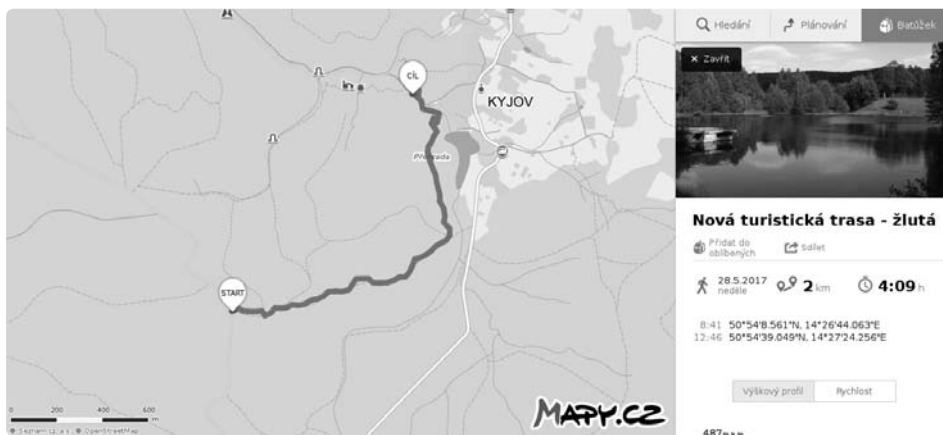 CÍL
KYJOV
START
0 200 400 600
m
© Seznam.cz, a.s., © OpenStreetMap
MAPY.CZ
Hledání
Plánování
Batůžek
× Zavřít
Nová turistická trasa - žlutá
Přidat do
oblíbených
Sdílet
28.5.2017
neděle
2 km
4:09 h
8:41 50°54'8.561"N, 14°26'44.063"E
12:46 50°54'39.049"N, 14°27'24.256"E
Výškový profil
Rychlost